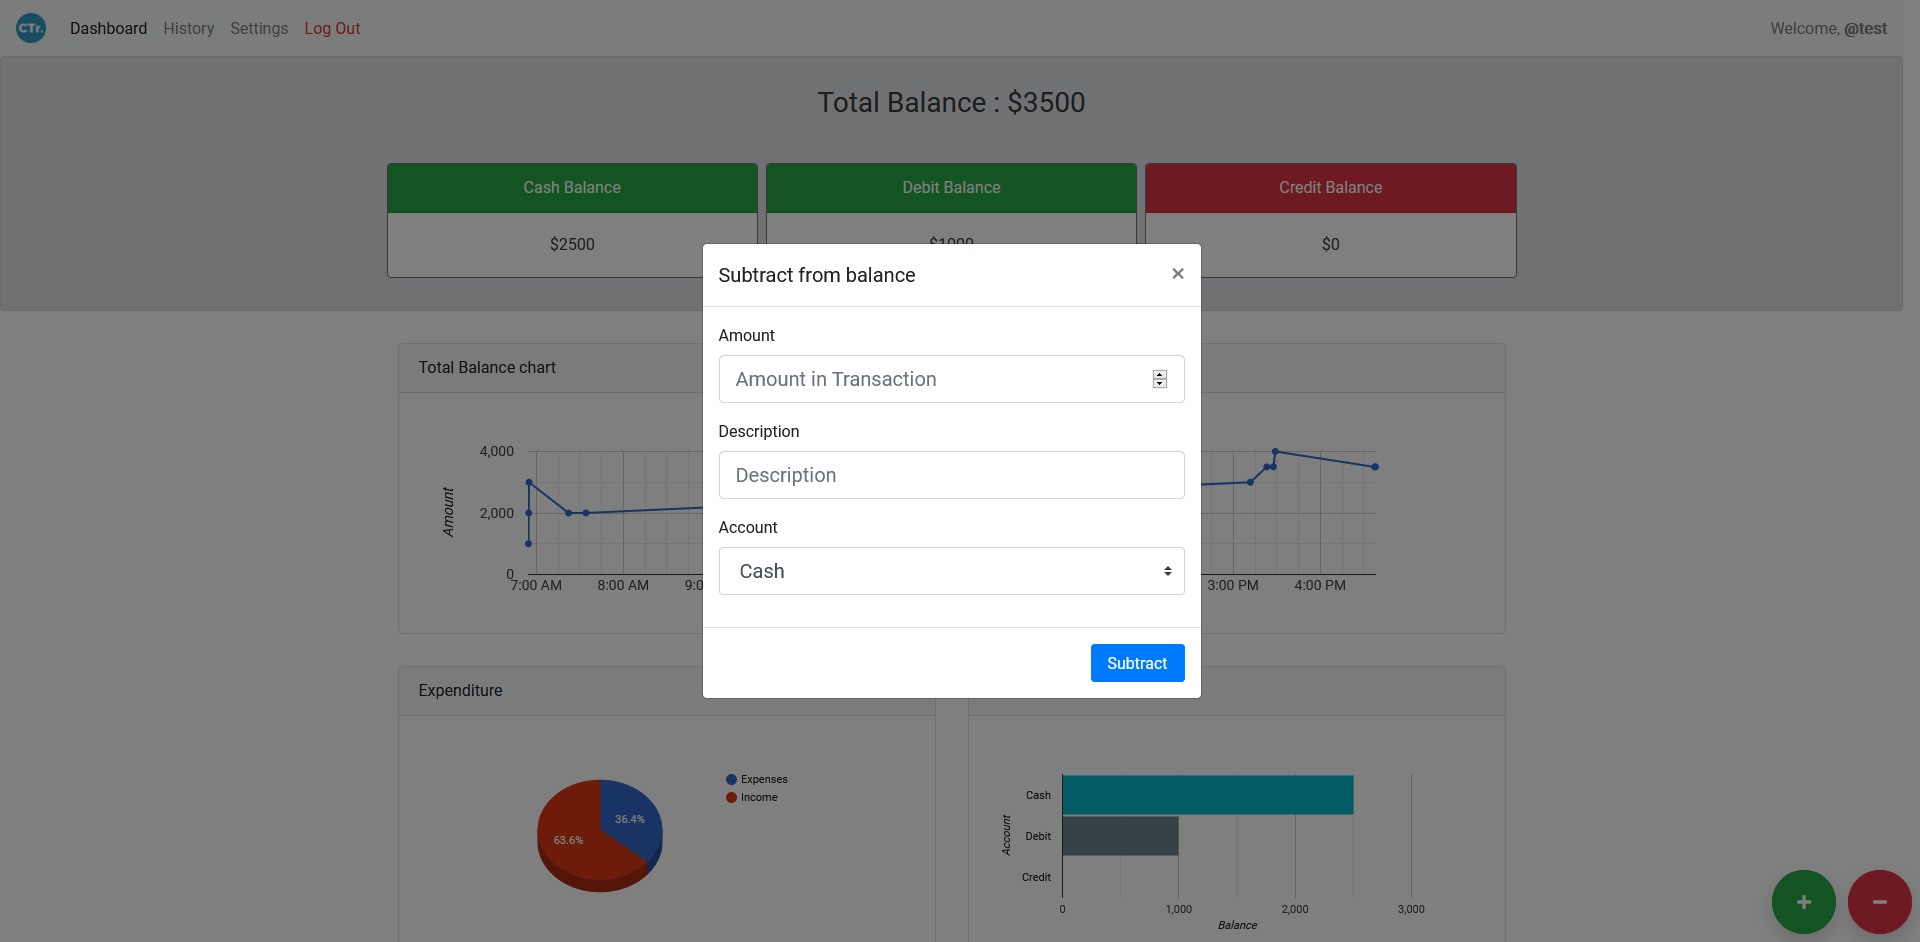 CTr.
Dashboard History Settings Log Out
Welcome, @test
Total Balance : $3500
Cash Balance
Debit Balance
Credit Balance
$2500
$1000
$0
Subtract from balance
×
Amount
Amount in Transaction
Description
Description
Account
Cash
Subtract
Total Balance chart
4,000
2,000
0
Amount
7:00 AM
8:00 AM
9:0
3:00 PM
4:00 PM
Expenditure
Expenses
Income
36.4%
63.6%
Account
Cash
Debit
Credit
0
1,000
2,000
3,000
Balance
+
−